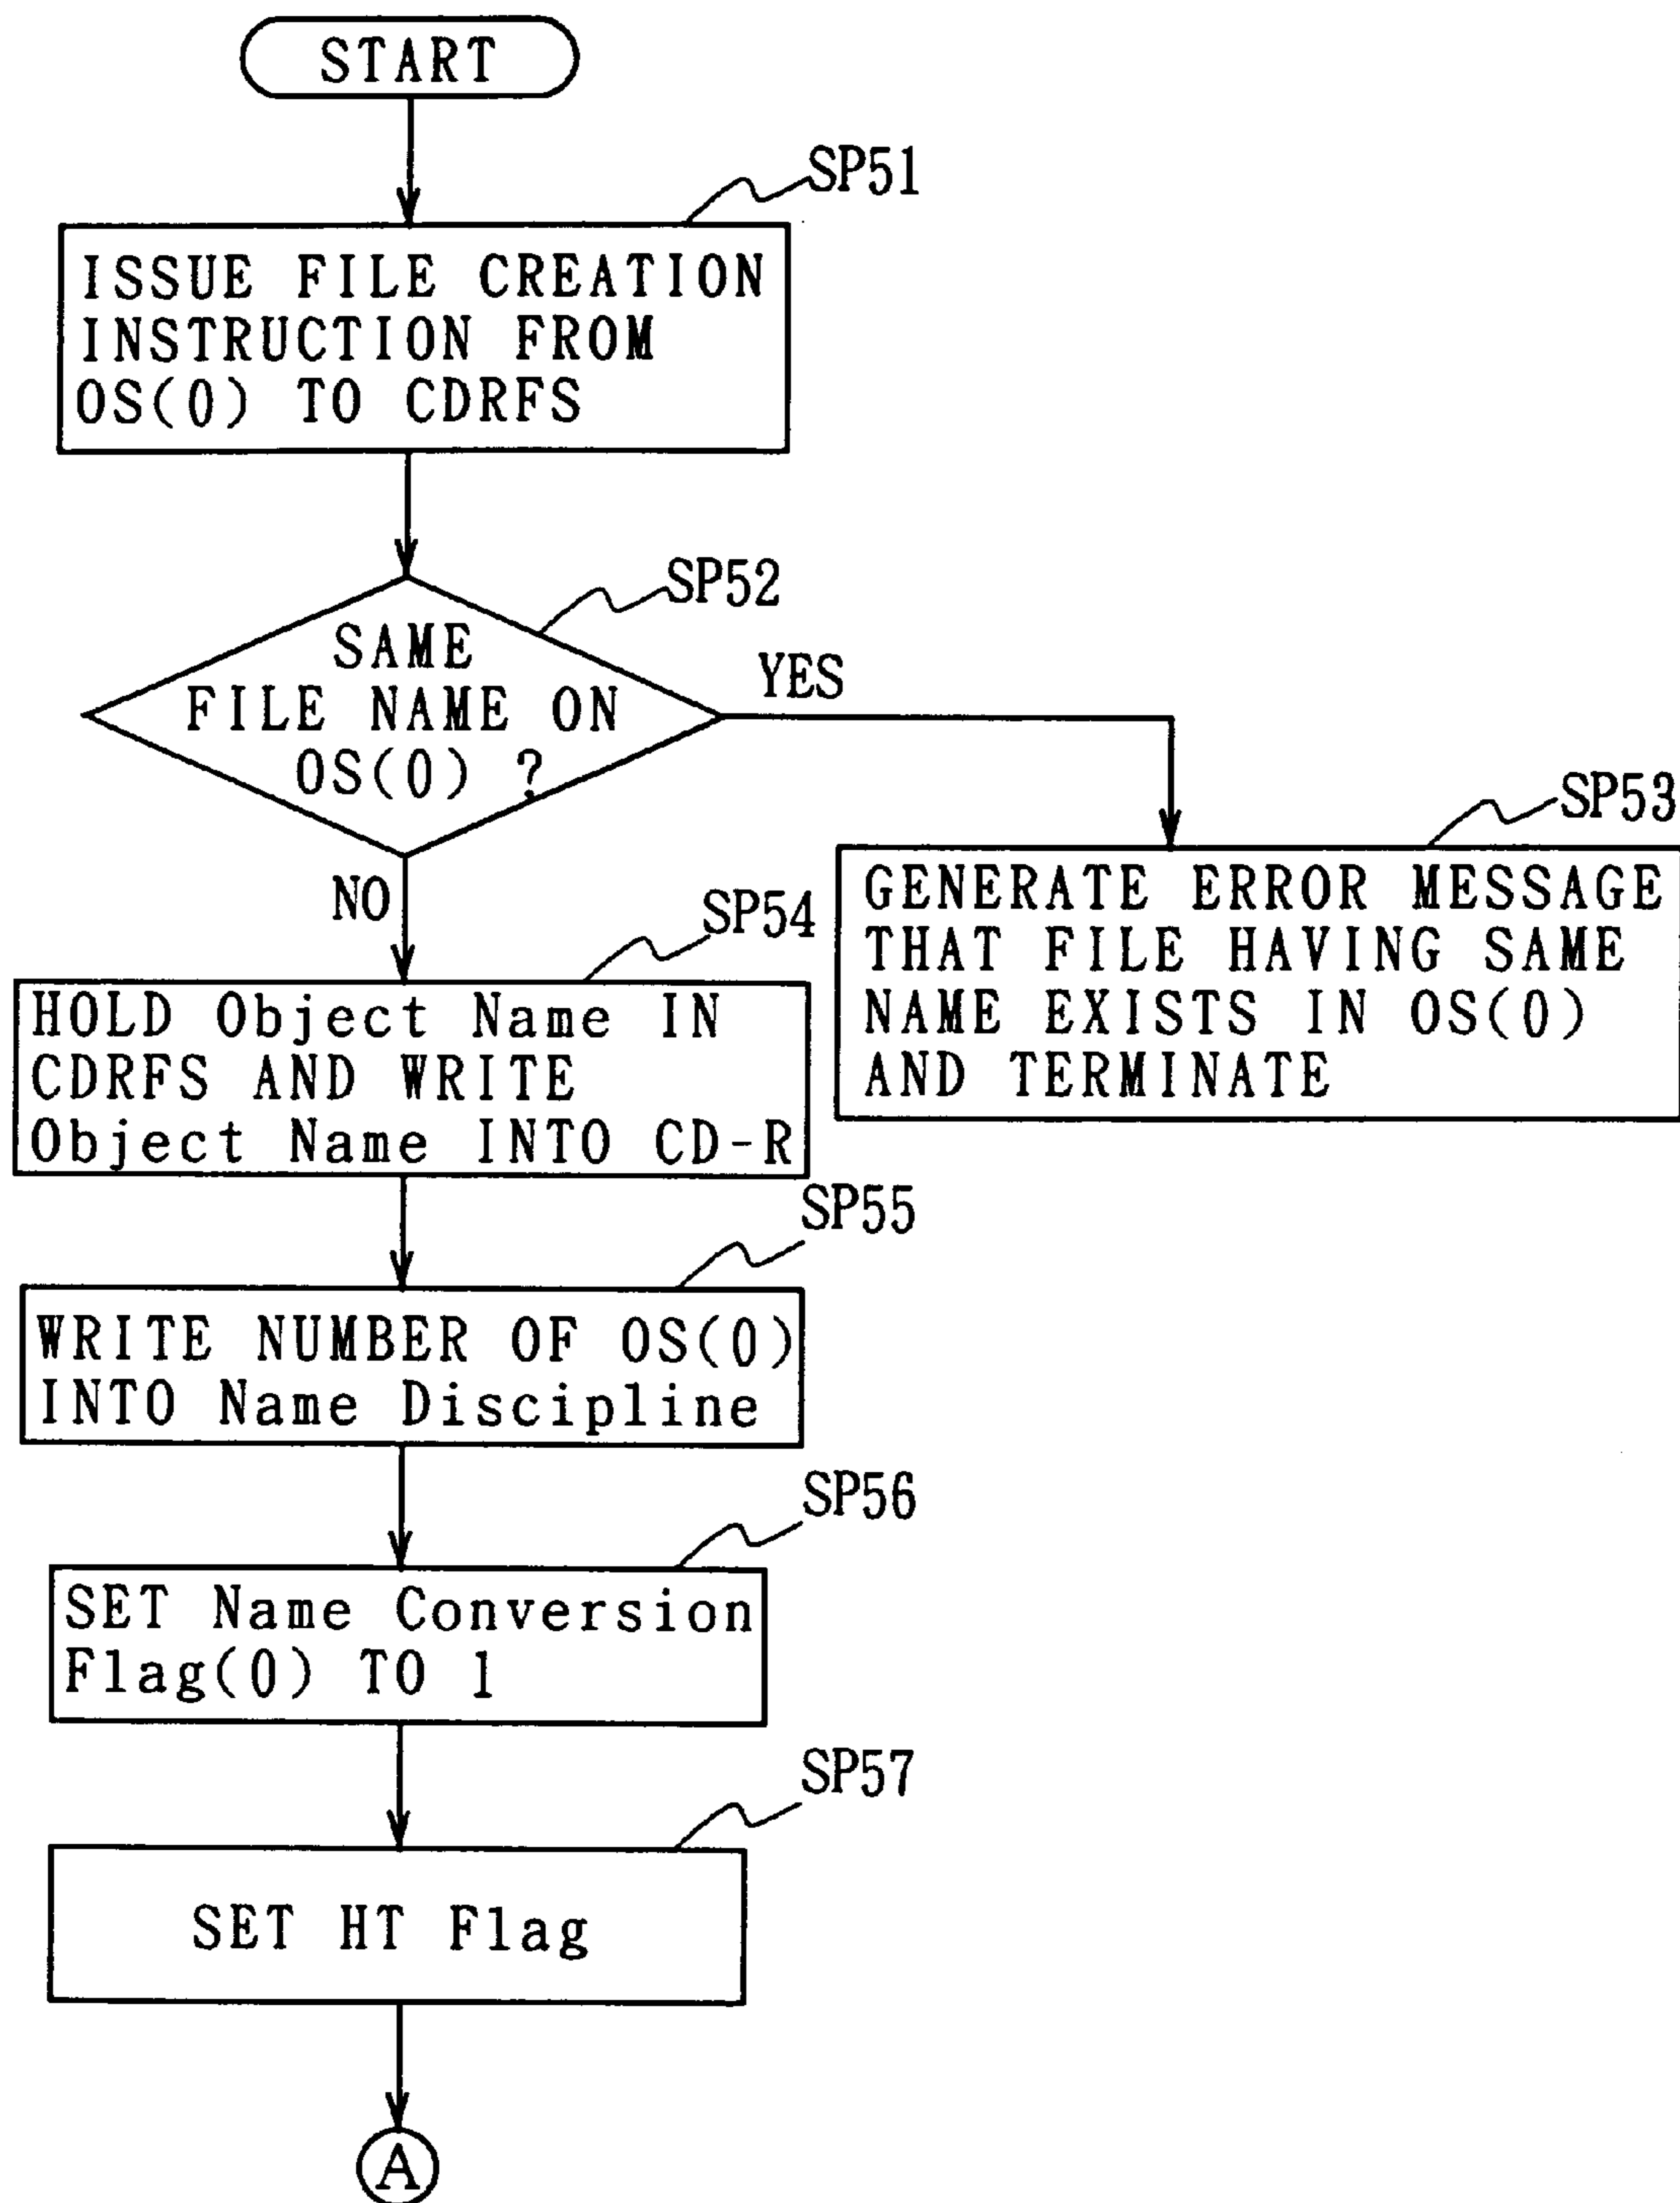 START
SP51
ISSUE FILE CREATION
INSTRUCTION FROM
OS(0) TO CDRFS
SP52
SAME
FILE NAME ON
OS(0) ?
YES
NO
SP53
GENERATE ERROR MESSAGE
THAT FILE HAVING SAME
NAME EXISTS IN OS(0)
AND TERMINATE
SP54
HOLD Object Name IN
CDRFS AND WRITE
Object Name INTO CD-R
SP55
WRITE NUMBER OF OS(0)
INTO Name Discipline
SP56
SET Name Conversion
Flag(0) TO 1
SP57
SET HT Flag
A